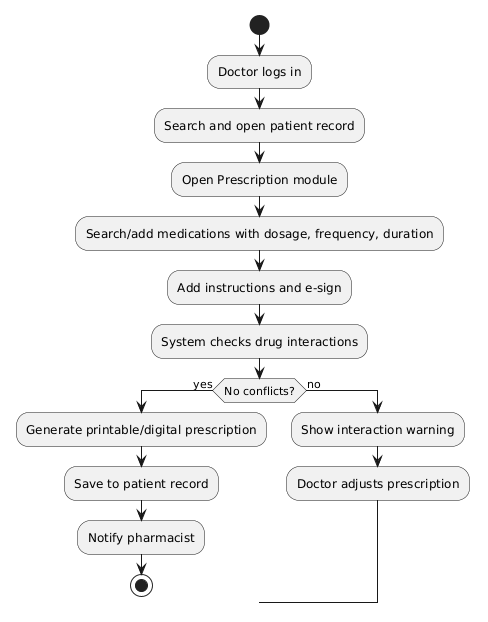 Doctor logs in
Search and open patient record
Open Prescription module
Search/add medications with dosage, frequency, duration
Add instructions and e-sign
System checks drug interactions
No conflicts?
yes
no
Generate printable/digital prescription
Show interaction warning
Save to patient record
Doctor adjusts prescription
Notify pharmacist